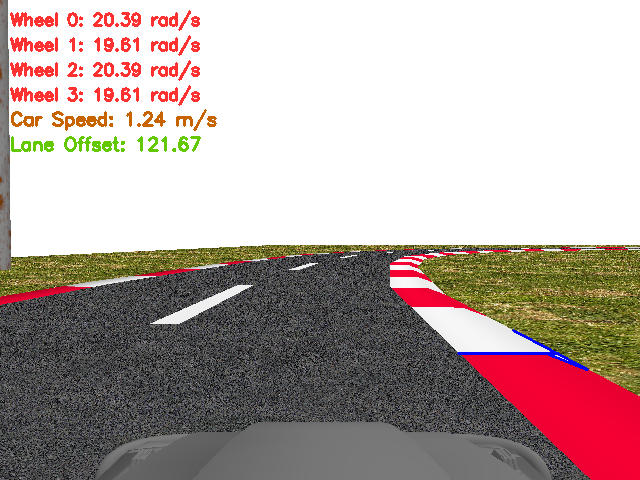 Wheel 0: 20.39 rad/s
Wheel 1: 19.61 rad/s
Wheel 2: 20.39 rad/s
Wheel 3: 19.61 rad/s
Car Speed: 1.24 m/s
Lane Offset: 121.67